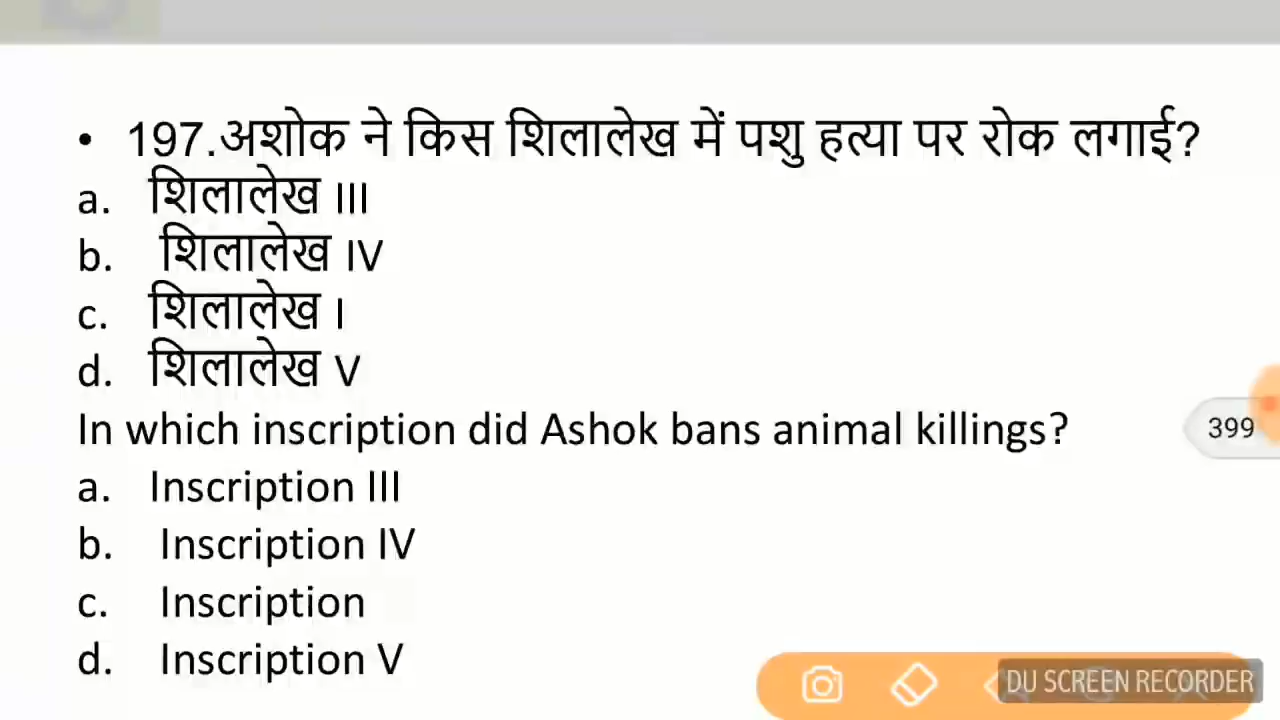 • 197.अशोक ने किस शिलालेख में पशु हत्या पर रोक लगाई?
a. शिलालेख III
b. शिलालेख IV
c. शिलालेख I
d. शिलालेख V
In which inscription did Ashok bans animal killings?
399
a. Inscription III
b. Inscription IV
c. Inscription
d. Inscription V
DU SCREEN RECORDER